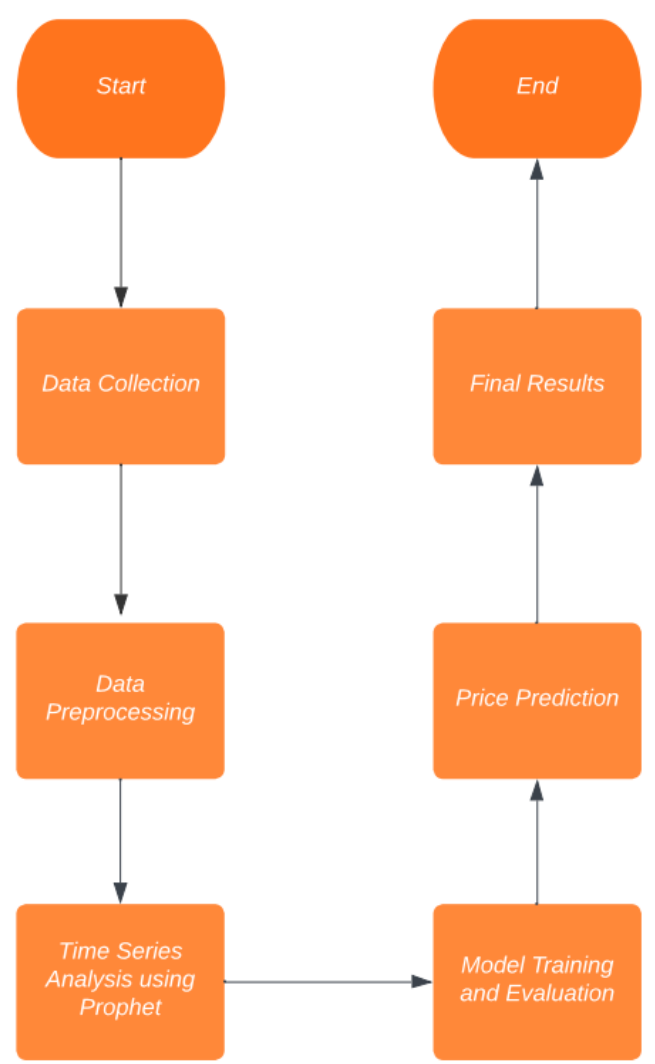 Start
Data Collection
Data
Preprocessing
Time Series
Analysis using
Prophet
Model Training
and Evaluation
Price Prediction
Final Results
End